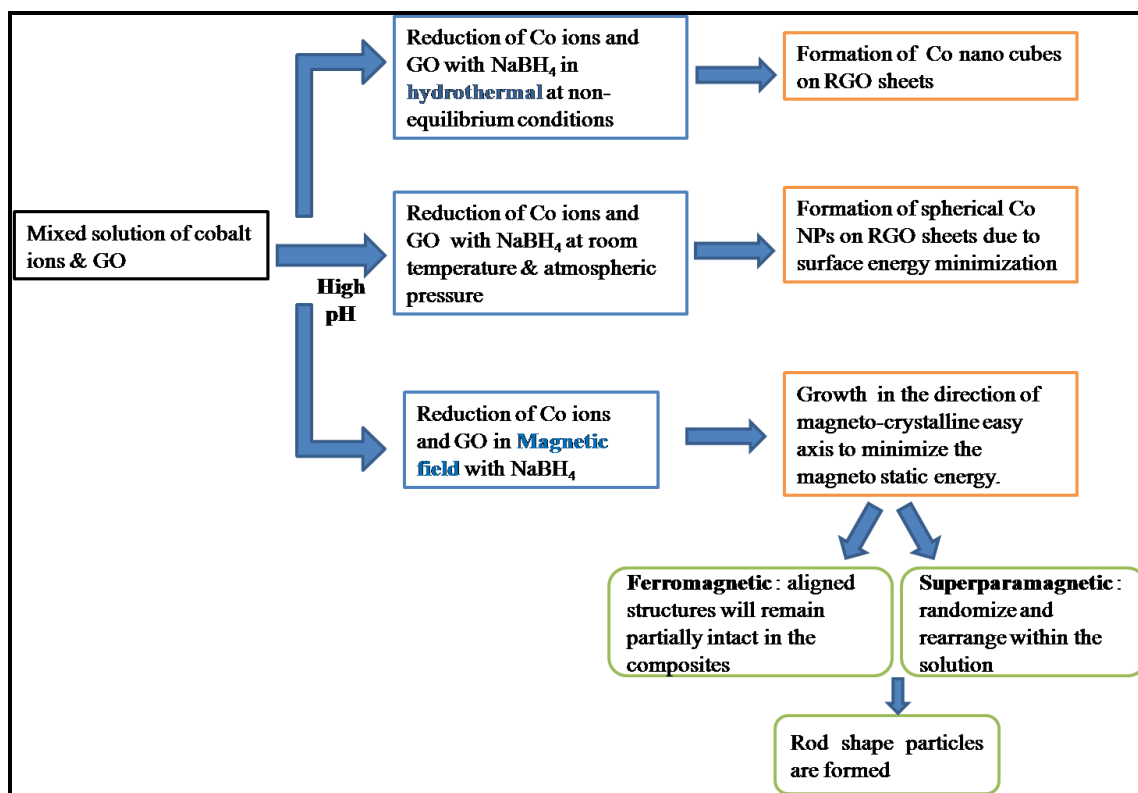 Mixed solution of cobalt
ions & GO
High
pH
Reduction of Co ions and
GO with NaBH₄ in
hydrothermal at non-
equilibrium conditions
Formation of Co nano cubes
on RGO sheets
Reduction of Co ions and
GO with NaBH₄ at room
temperature & atmospheric
pressure
Formation of spherical Co
NPs on RGO sheets due to
surface energy minimization
Reduction of Co ions
and GO in Magnetic
field with NaBH₄
Growth in the direction of
magneto-crystalline easy
axis to minimize the
magneto static energy.
Ferromagnetic : aligned
structures will remain
partially intact in the
composites
Superparamagnetic :
randomize and
rearrange within the
solution
Rod shape particles
are formed